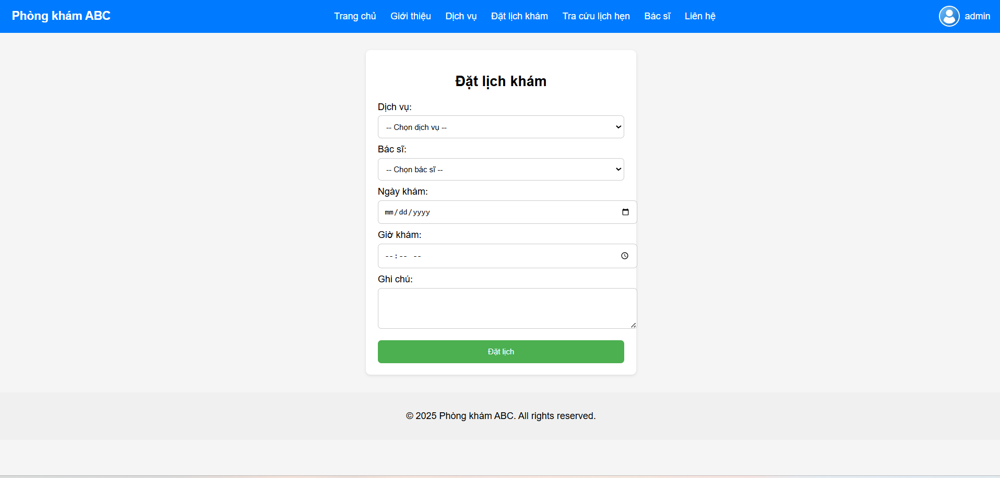 Phòng khám ABC
Trang chủ Giới thiệu Dịch vụ Đặt lịch khám Tra cứu lịch hẹn Bác sĩ Liên hệ
admin
Đặt lịch khám
Dịch vụ:
-- Chọn dịch vụ --
Bác sĩ:
-- Chọn bác sĩ --
Ngày khám:
mm/dd/yyyy
Giờ khám:
--:-- --
Ghi chú:
Đặt lịch
© 2025 Phòng khám ABC. All rights reserved.